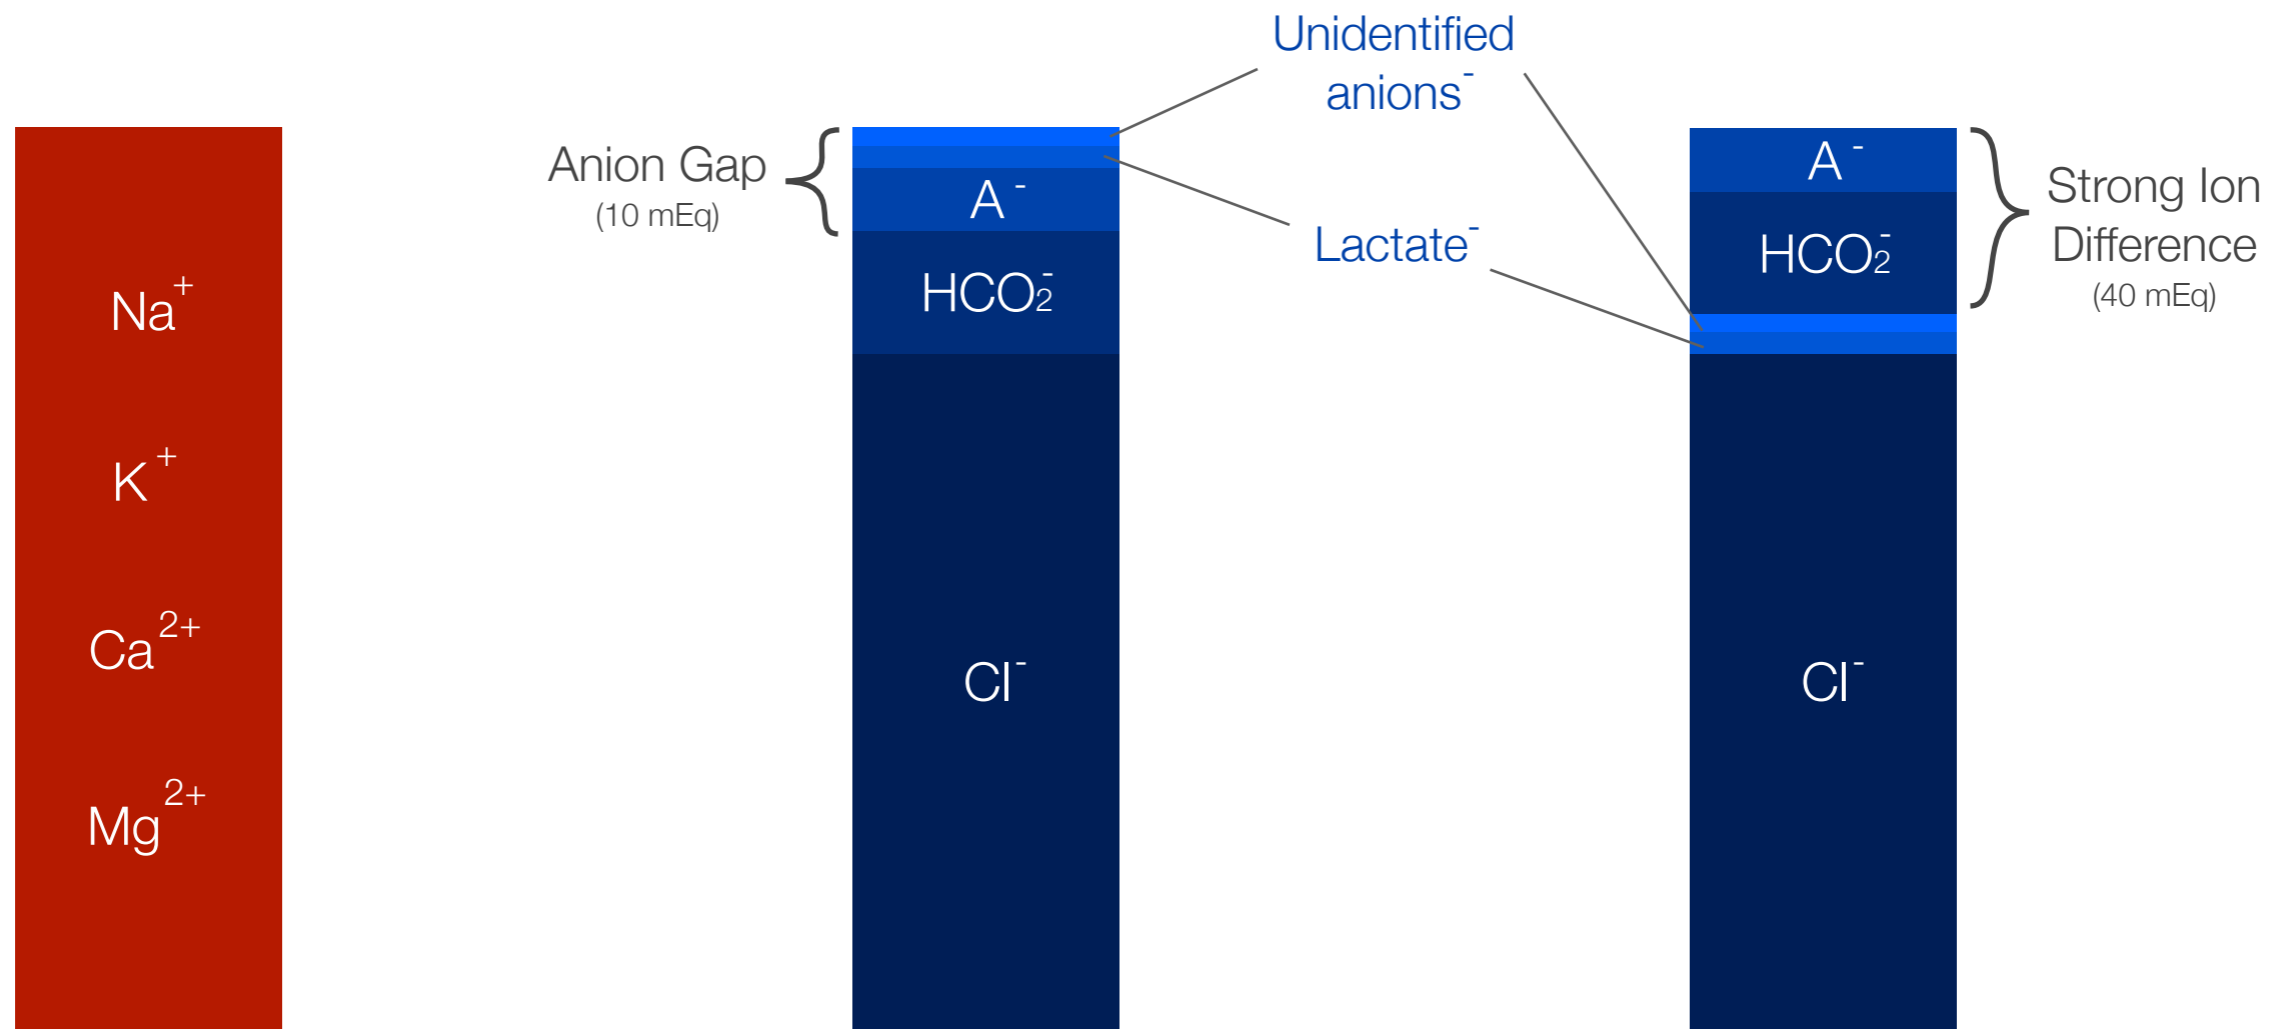 Na⁺
K⁺
Ca²⁺
Mg²⁺
Anion Gap
(10 mEq)
A⁻
HCO₂⁻
Cl⁻
Unidentified
anions⁻
Lactate⁻
A⁻
HCO₂⁻
Cl⁻
Strong Ion
Difference
(40 mEq)